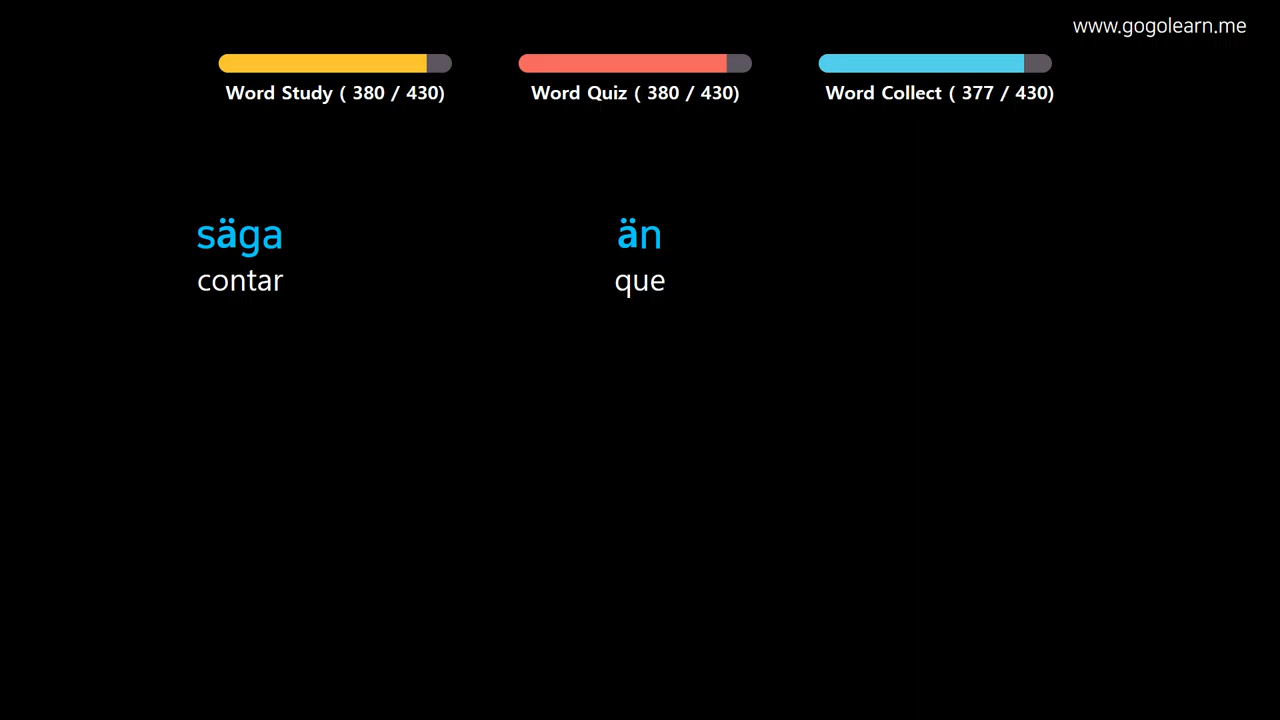 www.gogolearn.me
Word Study ( 380 / 430)
Word Quiz ( 380 / 430)
Word Collect ( 377 / 430)
säga
än
contar
que